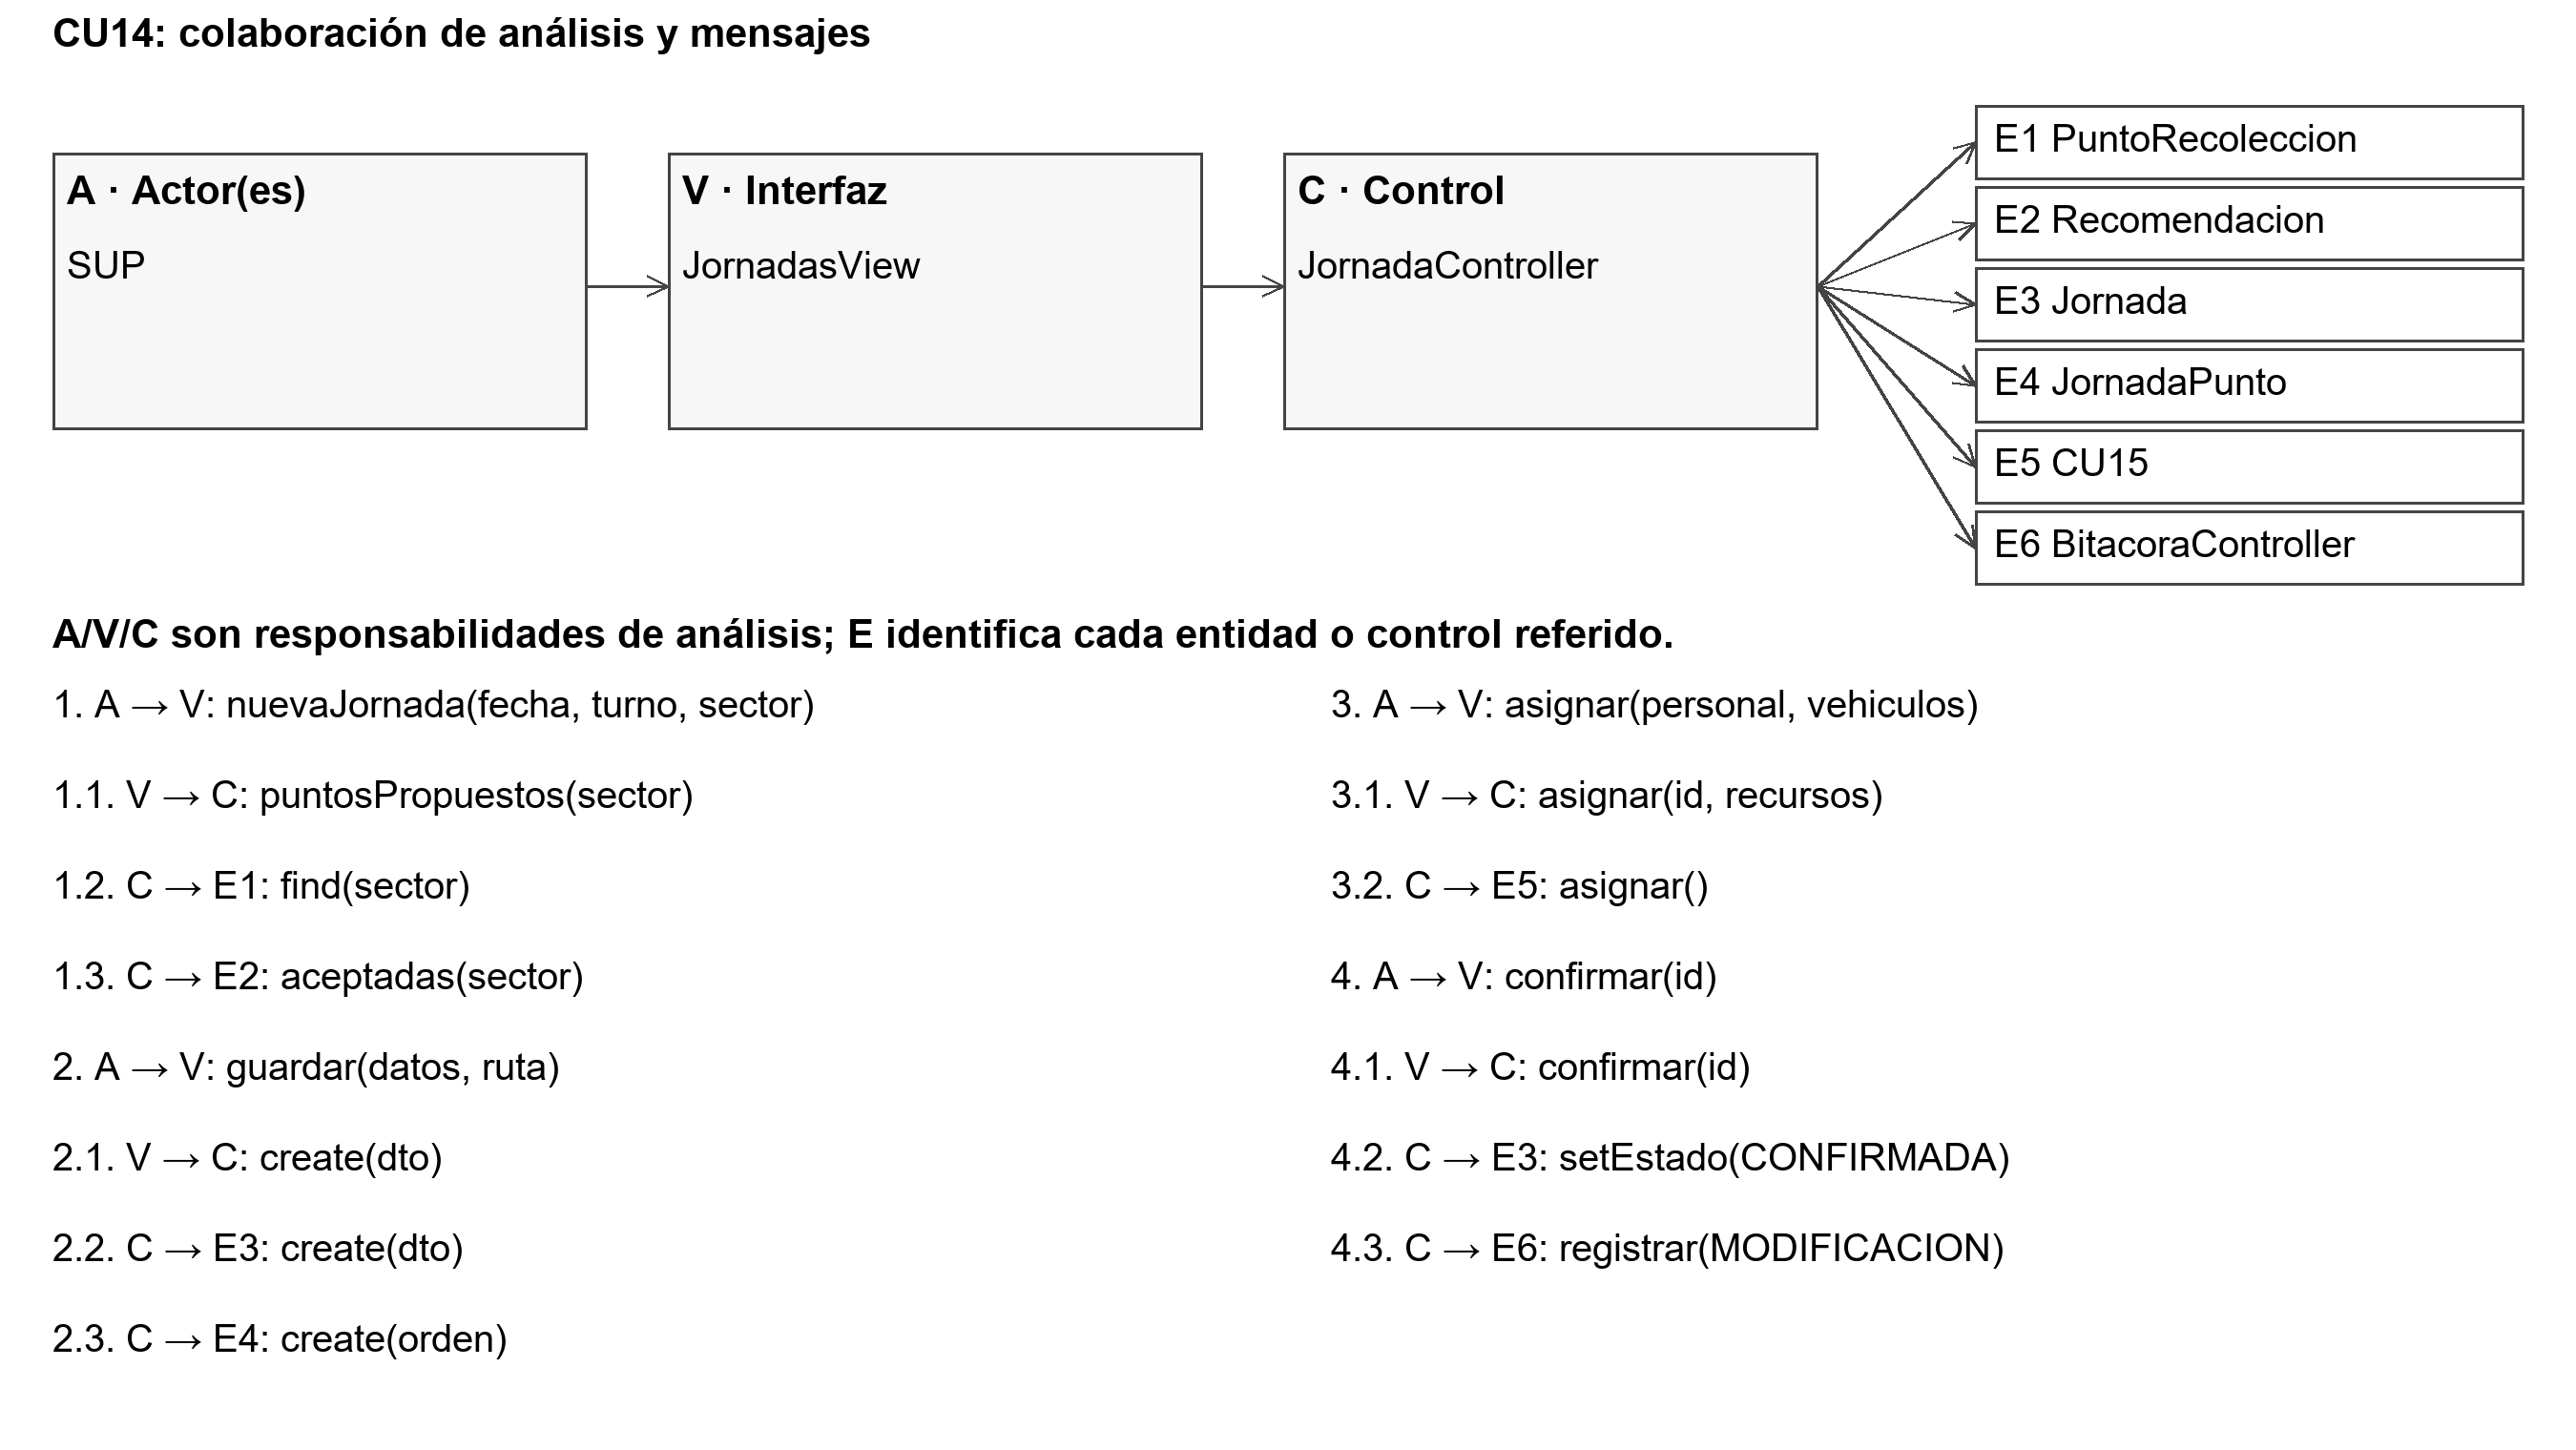 CU14: colaboración de análisis y mensajes
A · Actor(es)
SUP
V · Interfaz
JornadasView
C · Control
JornadaController
E1 PuntoRecoleccion
E2 Recomendacion
E3 Jornada
E4 JornadaPunto
E5 CU15
E6 BitacoraController
A/V/C son responsabilidades de análisis; E identifica cada entidad o control referido.
1. A → V: nuevaJornada(fecha, turno, sector)
1.1. V → C: puntosPropuestos(sector)
1.2. C → E1: find(sector)
1.3. C → E2: aceptadas(sector)
2. A → V: guardar(datos, ruta)
2.1. V → C: create(dto)
2.2. C → E3: create(dto)
2.3. C → E4: create(orden)
3. A → V: asignar(personal, vehiculos)
3.1. V → C: asignar(id, recursos)
3.2. C → E5: asignar()
4. A → V: confirmar(id)
4.1. V → C: confirmar(id)
4.2. C → E3: setEstado(CONFIRMADA)
4.3. C → E6: registrar(MODIFICACION)